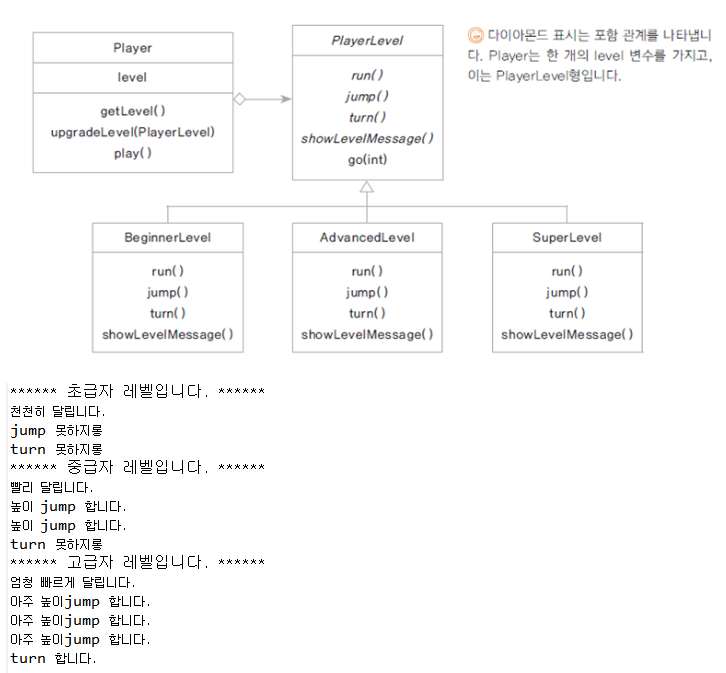 Player
level
getLevel()
upgradeLevel(PlayerLevel)
play()
PlayerLevel
run()
jump()
turn()
showLevelMessage()
go(int)
다이아몬드 표시는 포함 관계를 나타냅니
다. Player는 한 개의 level 변수를 가지고,
이는 PlayerLevel형입니다.
BeginnerLevel
run()
jump()
turn()
showLevelMessage()
AdvancedLevel
run()
jump()
turn()
showLevelMessage()
SuperLevel
run()
jump()
turn()
showLevelMessage()
****** 초급자 레벨입니다. ******
천천히 달립니다.
jump 못하지롱
turn 못하지롱
****** 중급자 레벨입니다. ******
빨리 달립니다.
높이 jump 합니다.
높이 jump 합니다.
turn 못하지롱
****** 고급자 레벨입니다. ******
엄청 빠르게 달립니다.
아주 높이jump 합니다.
아주 높이jump 합니다.
아주 높이jump 합니다.
turn 합니다.